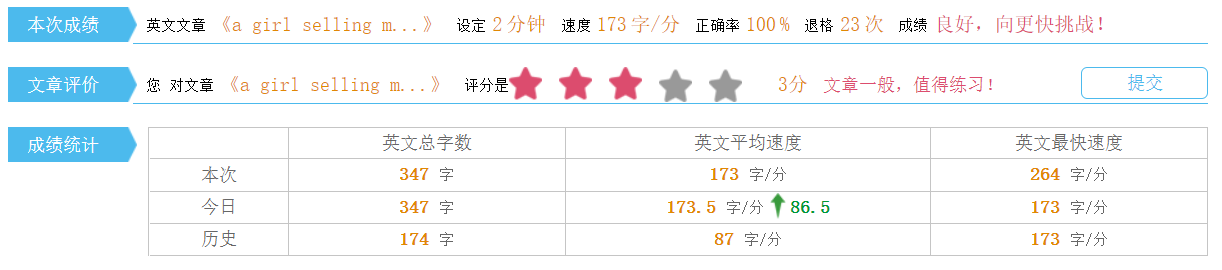 本次成绩 英文文章 《a girl selling m...》 设定 2 分钟 速度 173 字/分 正确率 100 % 退格 23 次 成绩 良好，向更快挑战！
文章评价 您 对文章 《a girl selling m...》 评分是 3分 文章一般，值得练习！ 提交
成绩统计 英文总字数 英文平均速度 英文最快速度
本次 347 字 173 字/分 264 字/分
今日 347 字 173.5 字/分 86.5 173 字/分
历史 174 字 87 字/分 173 字/分